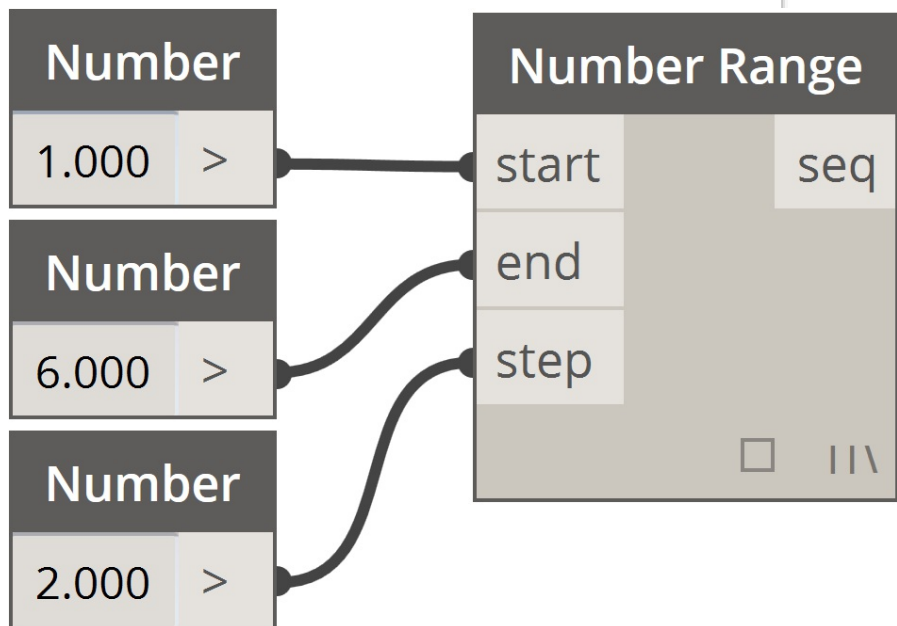 Number
1.000 >
Number
6.000 >
Number
2.000 >
Number Range
start seq
end
step